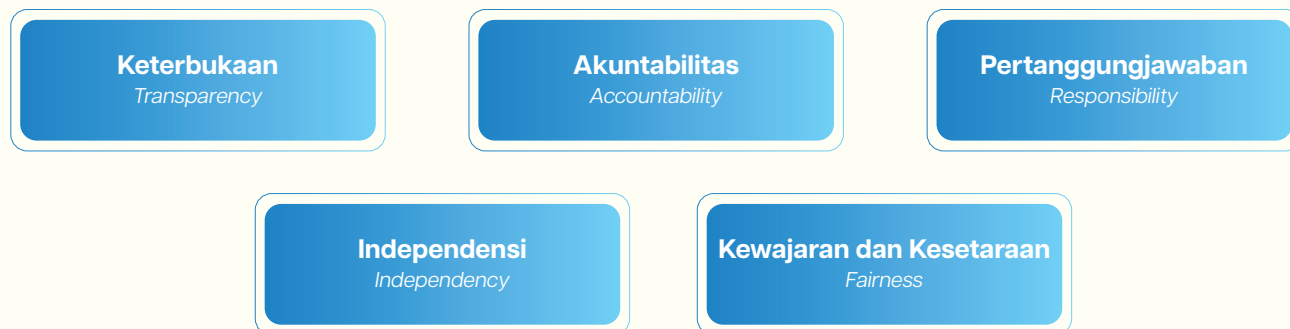 Keterbukaan
Transparency
Akuntabilitas
Accountability
Pertanggungjawaban
Responsibility
Independensi
Independency
Kewajaran dan Kesetaraan
Fairness